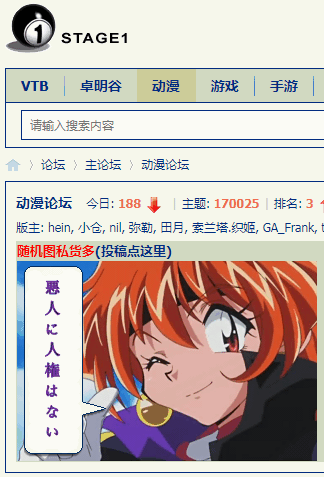 1
STAGE1
VTB 卓明谷 动漫 游戏 手游
请输入搜索内容
论坛 主论坛 动漫论坛
动漫论坛 今日: 188 主题: 170025 排名: 3
版主: hein, 小仓, nil, 弥勒, 田月, 素兰塔.织姬, GA_Frank,
随机图私货多(投稿点这里)
悪人に人権はない